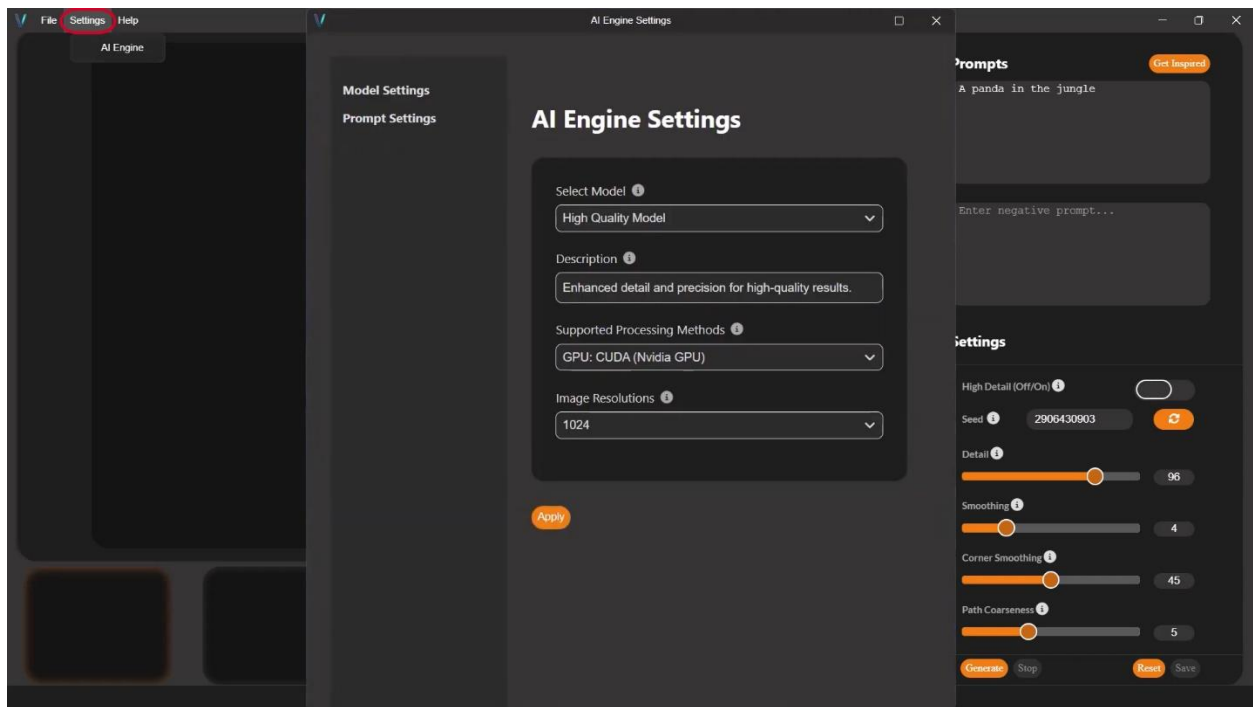 File Settings Help
AI Engine
AI Engine Settings
Model Settings
Prompt Settings
AI Engine Settings
Select Model
High Quality Model
Description
Enhanced detail and precision for high-quality results.
Supported Processing Methods
GPU: CUDA (Nvidia GPU)
Image Resolutions
1024
Apply
Prompts
Get Inspired
A panda in the jungle
Enter negative prompt...
Settings
High Detail (Off/On)
Seed 2906430903
Detail
96
Smoothing
4
Corner Smoothing
45
Path Coarseness
5
Generate Stop Reset Save